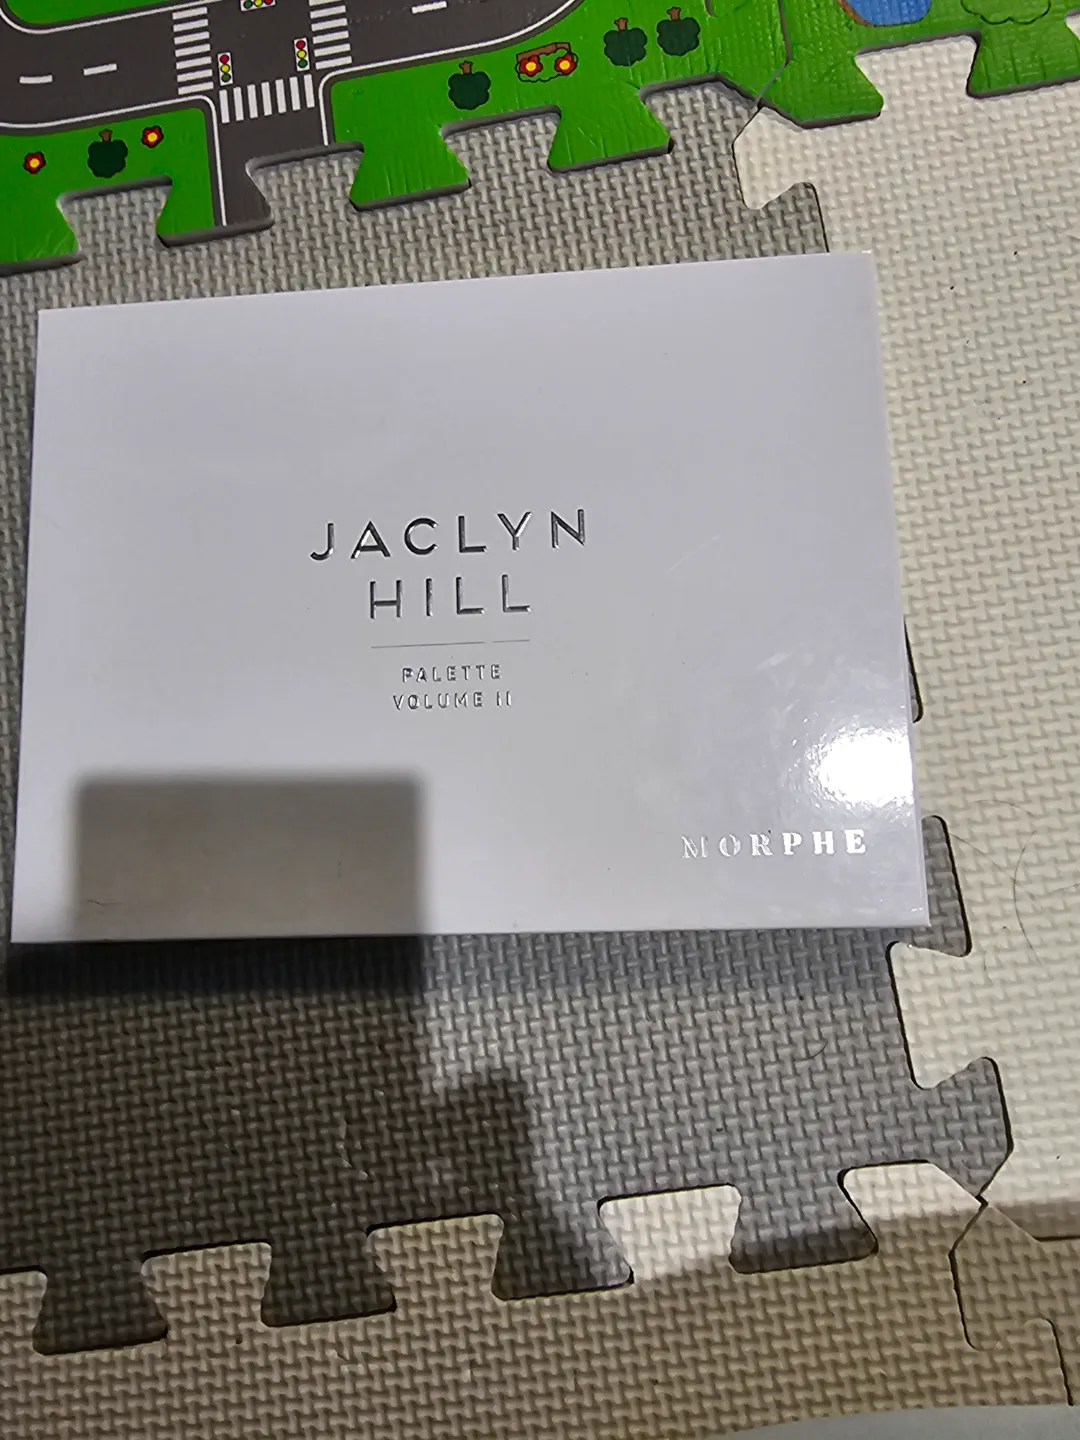 JACLYN
HILL
PALETTE
VOLUME II
MORPHE